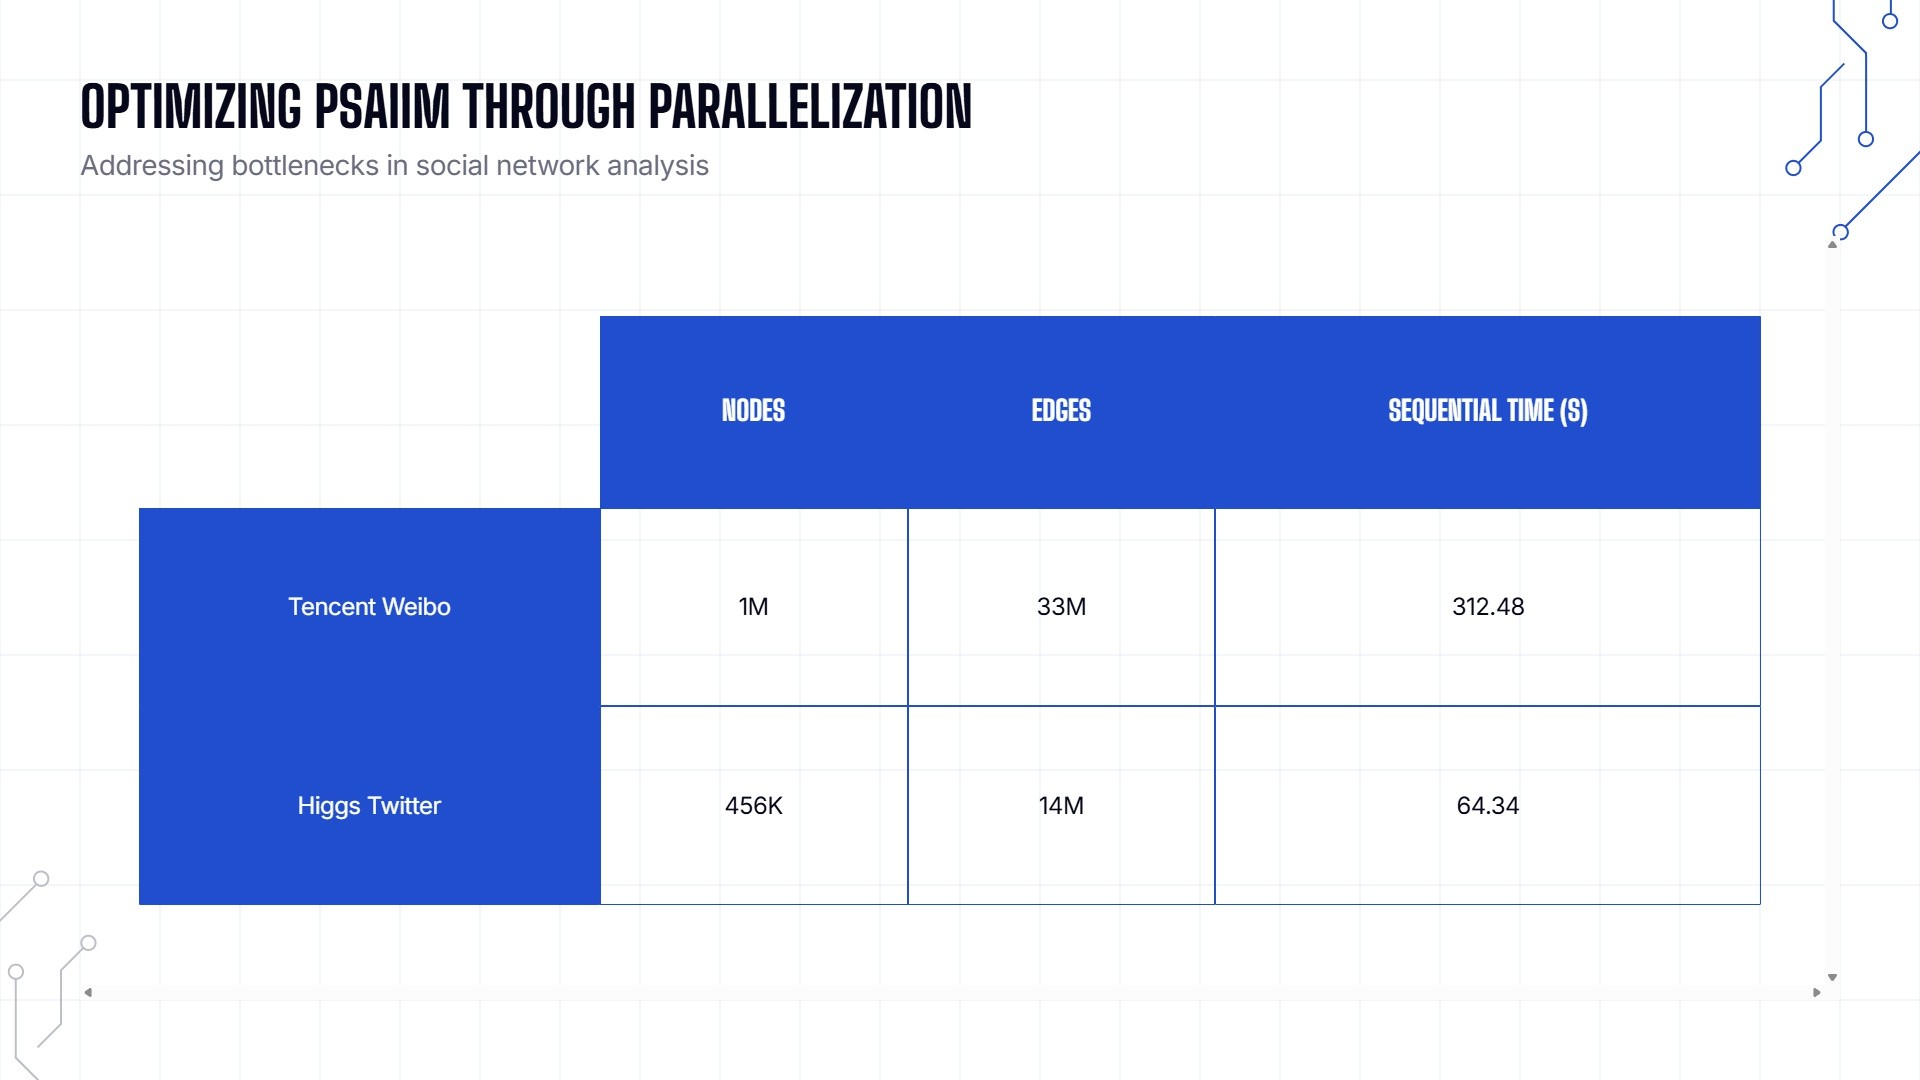 OPTIMIZING PSAIIM THROUGH PARALLELIZATION
Addressing bottlenecks in social network analysis
NODES EDGES SEQUENTIAL TIME (S)
Tencent Weibo 1M 33M 312.48
Higgs Twitter 456K 14M 64.34